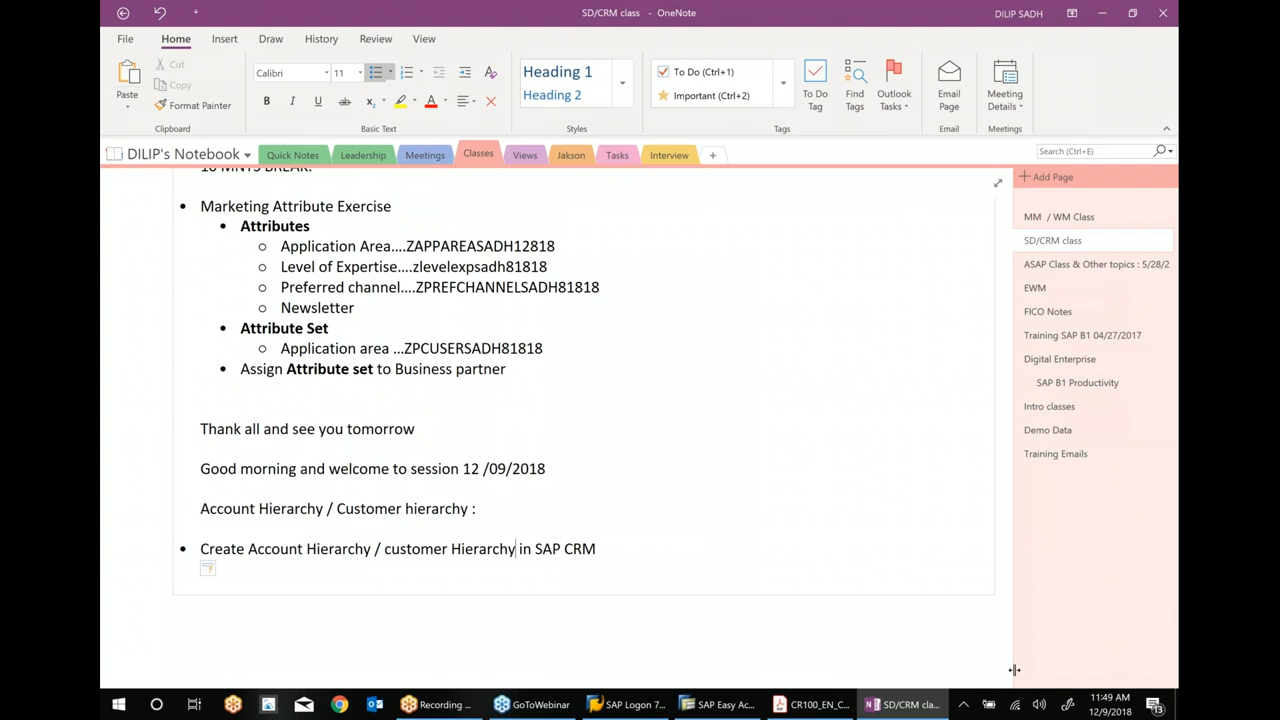 SD/CRM class - OneNote
DILIP SADH
File Home Insert Draw History Review View
Paste
Cut
Copy
Format Painter
Clipboard
Calibri 11
B I U ab x
Basic Text
Heading 1
Heading 2
Styles
To Do (Ctrl+1)
Important (Ctrl+2)
To Do Tag
Find Tags
Tags
Outlook Tasks
Email Page
Email
Meeting Details
Meetings
DILIP's Notebook
Quick Notes Leadership Meetings Classes Views Jakson Tasks Interview
Search (Ctrl+E)
10 MNTS BREAK!
• Marketing Attribute Exercise
• Attributes
○ Application Area....ZAPPAREASADH12818
○ Level of Expertise....zlevelexpsadh81818
○ Preferred channel....ZPREFCHANNELSADH81818
○ Newsletter
• Attribute Set
○ Application area ...ZPCUSERSADH81818
• Assign Attribute set to Business partner
Thank all and see you tomorrow
Good morning and welcome to session 12 /09/2018
Account Hierarchy / Customer hierarchy :
• Create Account Hierarchy / customer Hierarchy in SAP CRM
Add Page
MM / WM Class
SD/CRM class
ASAP Class & Other topics : 5/28/2
EWM
FICO Notes
Training SAP B1 04/27/2017
Digital Enterprise
SAP B1 Productivity
Intro classes
Demo Data
Training Emails
Recording ...
GoToWebinar
SAP Logon 7...
SAP Easy Ac...
CR100_EN_C...
SD/CRM cla...
11:49 AM
12/9/2018
13